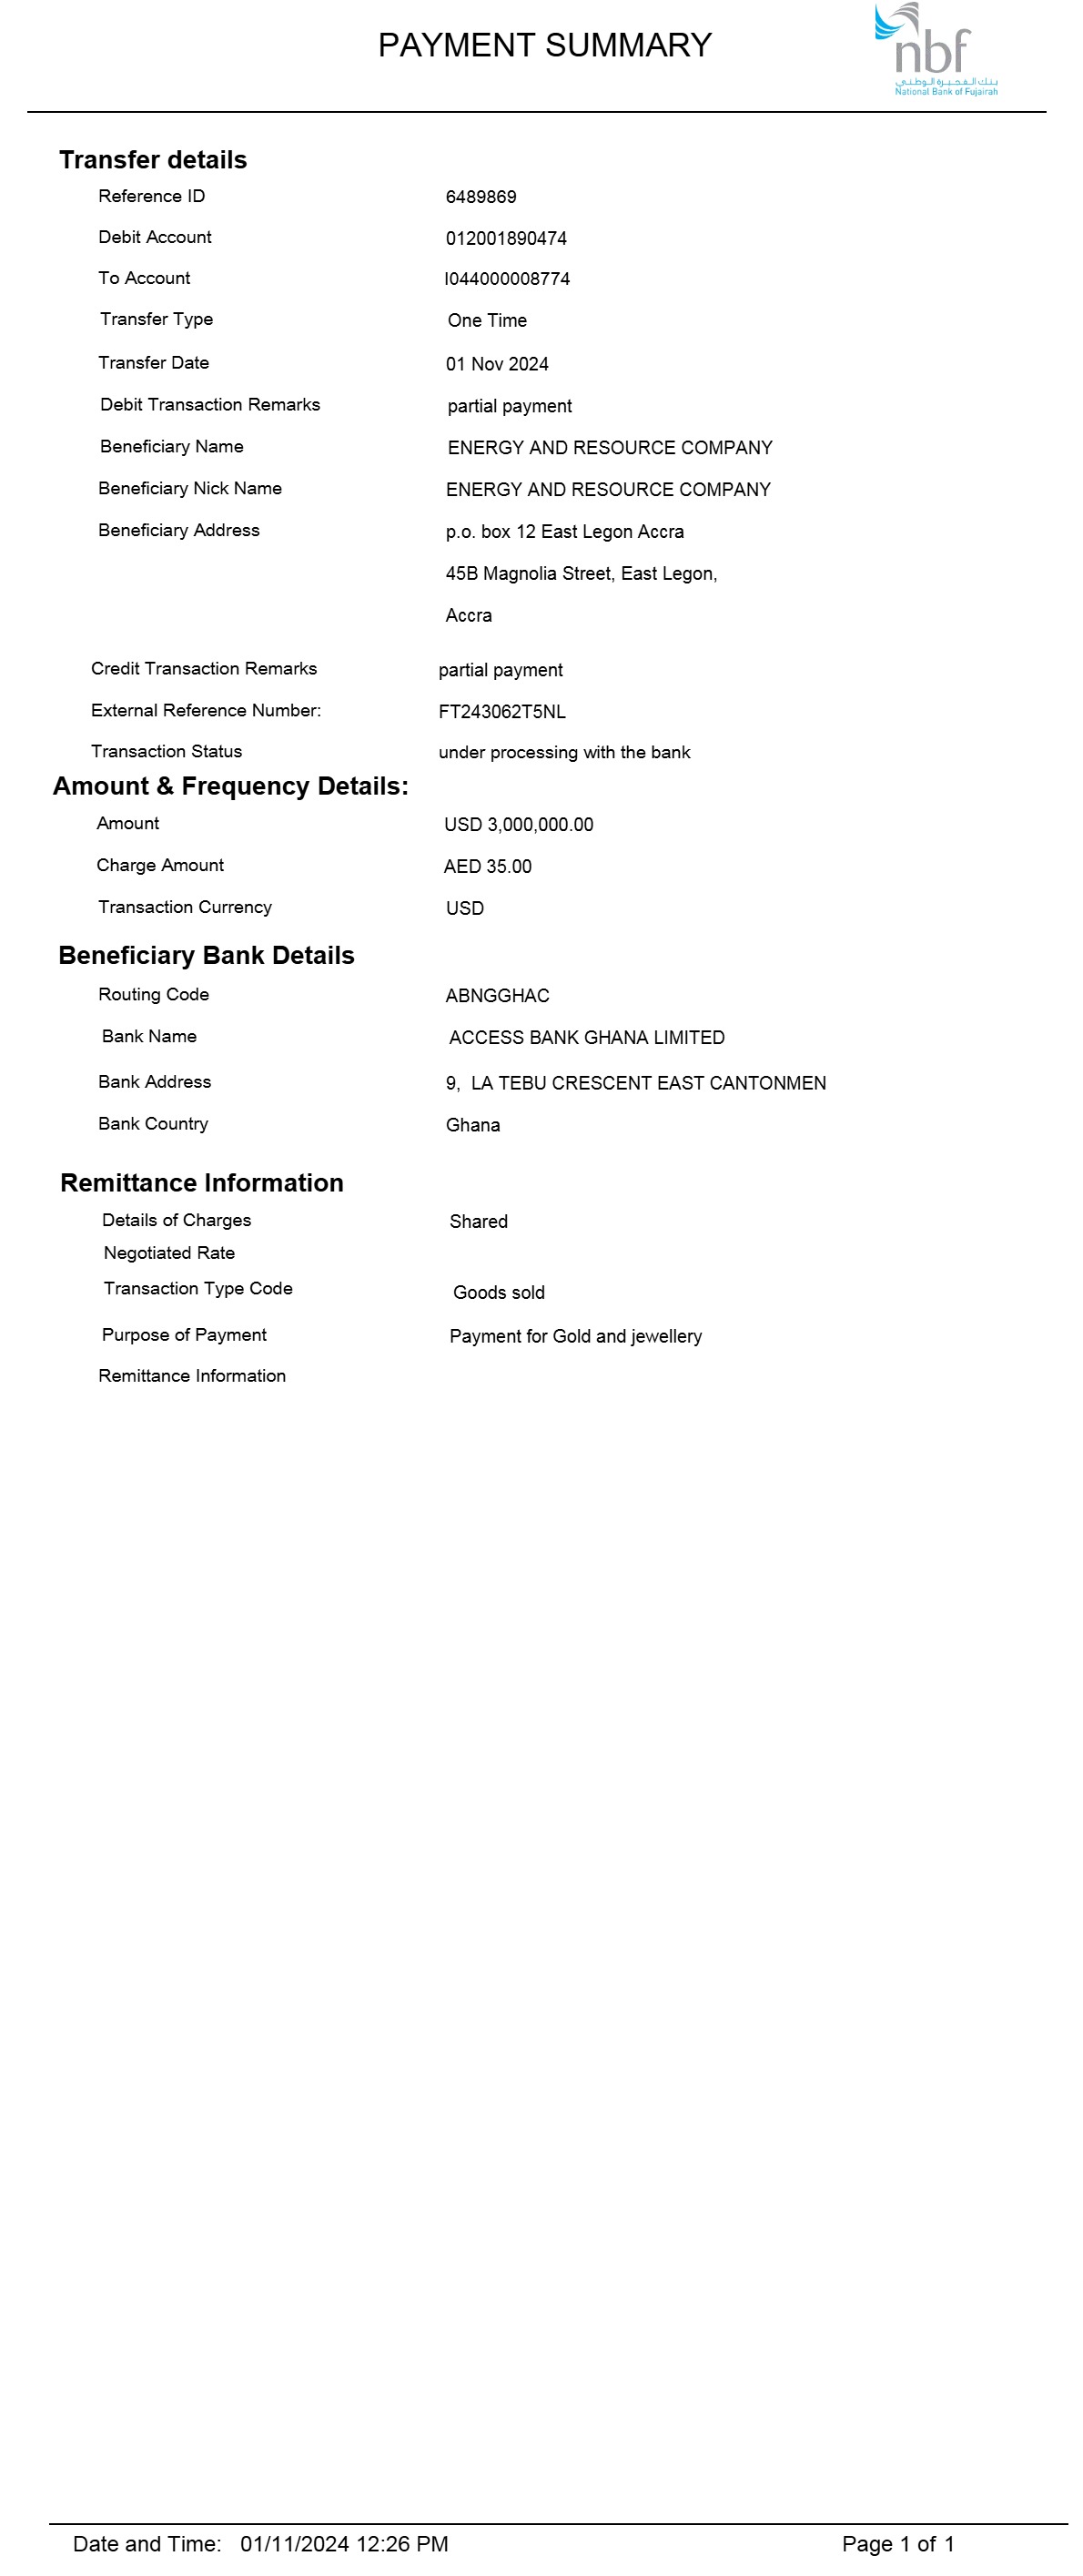 PAYMENT SUMMARY
nbf
بنك الفجيرة الوطني
National Bank of Fujairah
Transfer details
Reference ID 6489869
Debit Account 012001890474
To Account I044000008774
Transfer Type One Time
Transfer Date 01 Nov 2024
Debit Transaction Remarks partial payment
Beneficiary Name ENERGY AND RESOURCE COMPANY
Beneficiary Nick Name ENERGY AND RESOURCE COMPANY
Beneficiary Address p.o. box 12 East Legon Accra
45B Magnolia Street, East Legon,
Accra
Credit Transaction Remarks partial payment
External Reference Number: FT243062T5NL
Transaction Status under processing with the bank
Amount & Frequency Details:
Amount USD 3,000,000.00
Charge Amount AED 35.00
Transaction Currency USD
Beneficiary Bank Details
Routing Code ABNGGHAC
Bank Name ACCESS BANK GHANA LIMITED
Bank Address 9, LA TEBU CRESCENT EAST CANTONMEN
Bank Country Ghana
Remittance Information
Details of Charges Shared
Negotiated Rate
Transaction Type Code Goods sold
Purpose of Payment Payment for Gold and jewellery
Remittance Information
Date and Time: 01/11/2024 12:26 PM Page 1 of 1